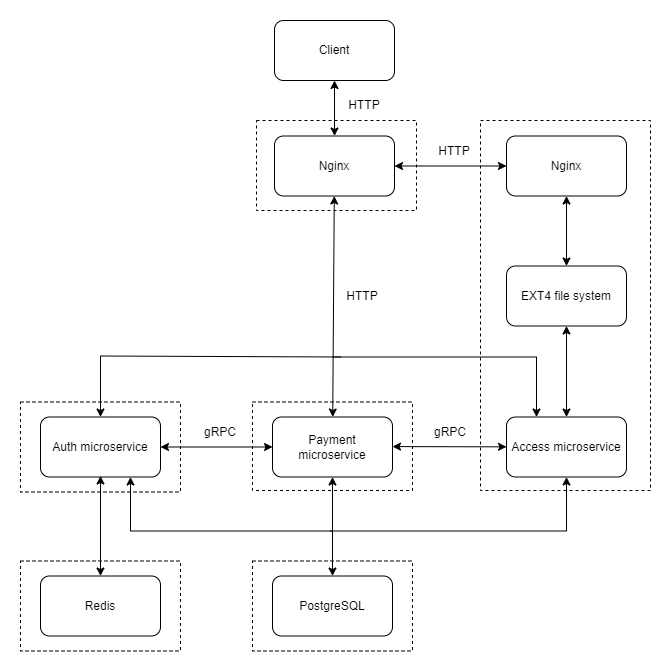 Client
HTTP
Nginx
HTTP
Nginx
HTTP
EXT4 file system
Auth microservice
gRPC
Payment
microservice
gRPC
Access microservice
Redis
PostgreSQL